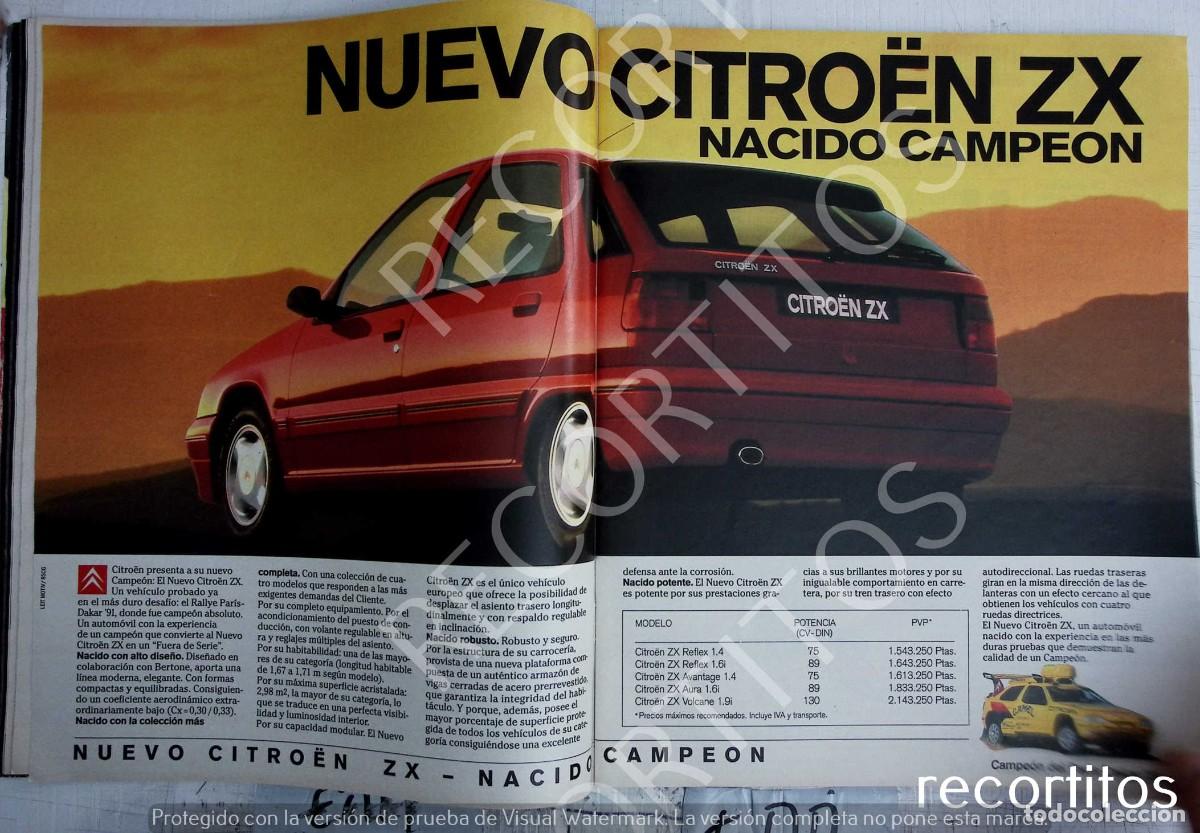 NUEVO CITROËN ZX
NACIDO CAMPEON
CITROËN ZX
CITROËN ZX
Citroën presenta a su nuevo
Campeón: El Nuevo Citroën ZX.
Un vehículo probado ya
en el más duro desafío: el Rallye París-
Dakar '91, donde fue campeón absoluto.
Un automóvil con la experiencia
de un campeón que convierte al Nuevo
Citroën ZX en un "Fuera de Serie".
Nacido con alto diseño. Diseñado en
colaboración con Bertone, aporta una
línea moderna, elegante. Con formas
compactas y equilibradas. Consiguien-
do un coeficiente aerodinámico extra-
ordinariamente bajo (Cx=0,30 / 0,33).
Nacido con la colección más
completa. Con una colección de cua-
tro modelos que responden a las más
exigentes demandas del Cliente.
Por su completo equipamiento. Por el
acondicionamiento del puesto de con-
ducción, con volante regulable en altu-
ra y reglajes múltiples del asiento.
Por su habitabilidad: una de las mayo-
res de su categoría (longitud habitable
de 1,67 a 1,71 m según modelo).
Por su máxima superficie acristalada:
2,98 m2, la mayor de su categoría, lo
que se traduce en una perfecta visibi-
lidad y luminosidad interior.
Por su capacidad modular. El Nuevo
Citroën ZX es el único vehículo
europeo que ofrece la posibilidad de
desplazar el asiento trasero longitu-
dinalmente y con respaldo regulable
en inclinación.
Nacido robusto. Robusto y seguro.
Por la estructura de su carrocería,
provista de una nueva plataforma com-
puesta de un auténtico armazón de
vigas cerradas de acero prerrevestido,
que garantiza la integridad del habi-
táculo. Y porque, además, posee el
mayor porcentaje de superficie prote-
gida de todos los vehículos de su cate-
goría consiguiéndose una excelente
defensa ante la corrosión.
Nacido potente. El Nuevo Citroën ZX
es potente por sus prestaciones gra-
cias a sus brillantes motores y por su
inigualable comportamiento en carre-
tera, por su tren trasero con efecto
autodireccional. Las ruedas traseras
giran en la misma dirección de las de-
lanteras con un efecto cercano al que
obtienen los vehículos con cuatro
ruedas directrices.
El Nuevo Citroën ZX, un automóvil
nacido con la experiencia en las más
duras pruebas que demuestran la
calidad de un Campeón.
MODELO POTENCIA (CV-DIN) PVP*
Citroën ZX Reflex 1.4 75 1.543.250 Ptas.
Citroën ZX Reflex 1.6i 89 1.643.250 Ptas.
Citroën ZX Avantage 1.4 75 1.613.250 Ptas.
Citroën ZX Aura 1.6i 89 1.833.250 Ptas.
Citroën ZX Volcane 1.9i 130 2.143.250 Ptas.
*Precios máximos recomendados. Incluye IVA y transporte.
Campeón
NUEVO CITROËN ZX – NACIDO CAMPEON
RECORTITOS
RECORTITOS
RECORTITOS
recortitos
todocoleccion
Protegido con la versión de prueba de Visual Watermark. La versión completa no pone esta marca.